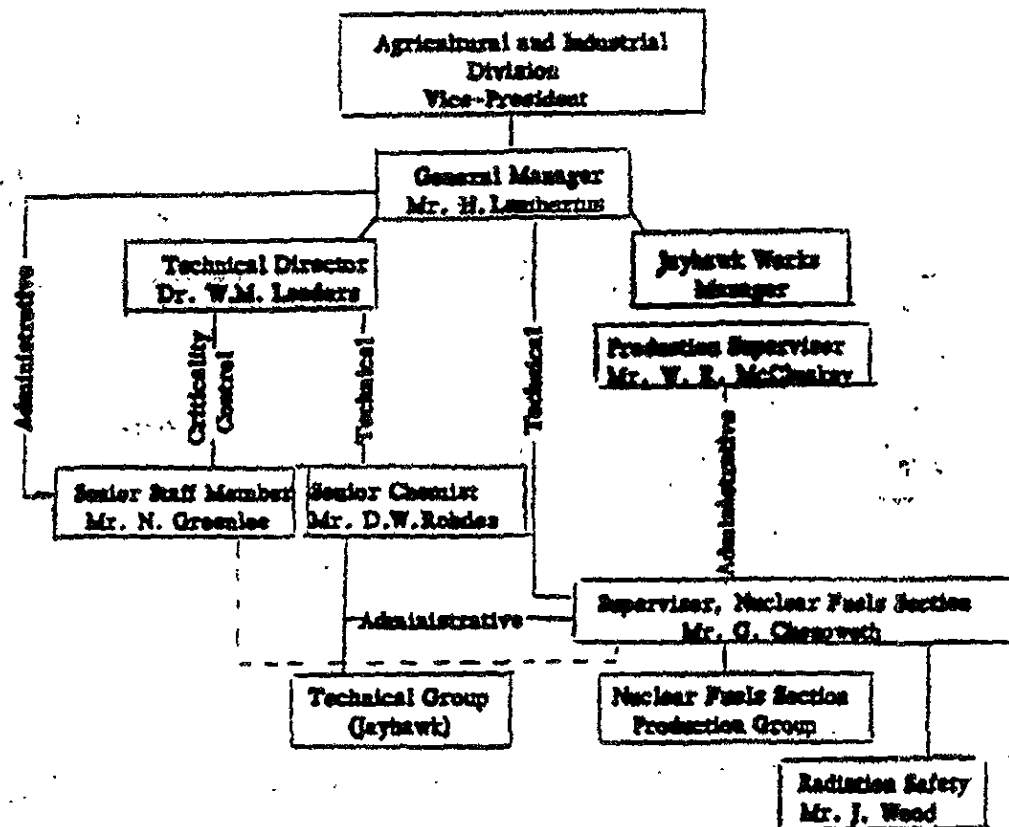 Agricultural and Industrial
Division
Vice-President
General Manager
Mr. H. Lambertus
Technical Director
Dr. W.M. Leaders
Jayhawk Works
Manager
Production Supervisor
Mr. W. R. McCluskey
Administrative
Criticality
Control
Technical
Technical
Administrative
Senior Staff Member
Mr. N. Greenlee
Senior Chemist
Mr. D.W. Rohdes
Supervisor, Nuclear Fuels Section
Mr. G. Chenoweth
Administrative
Technical Group
(Jayhawk)
Nuclear Fuels Section
Production Group
Radiation Safety
Mr. J. Wood